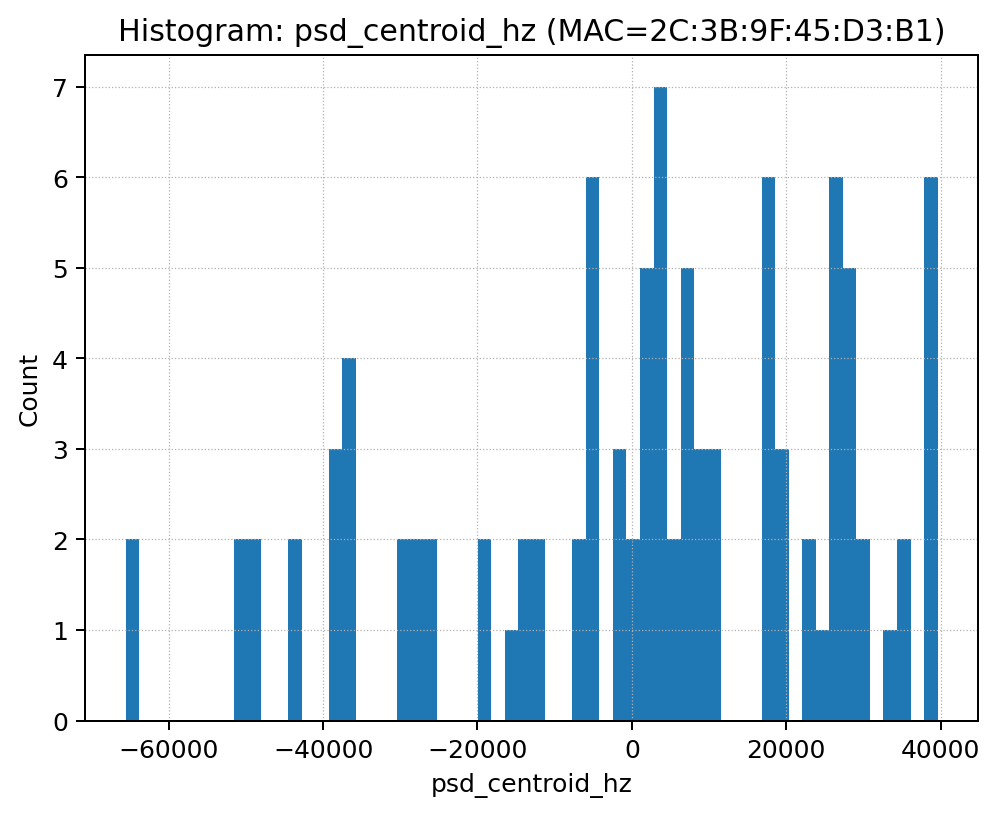 Histogram: psd_centroid_hz (MAC=2C:3B:9F:45:D3:B1)
7
6
5
4
3
2
1
0
Count
−60000 −40000 −20000 0 20000 40000
psd_centroid_hz